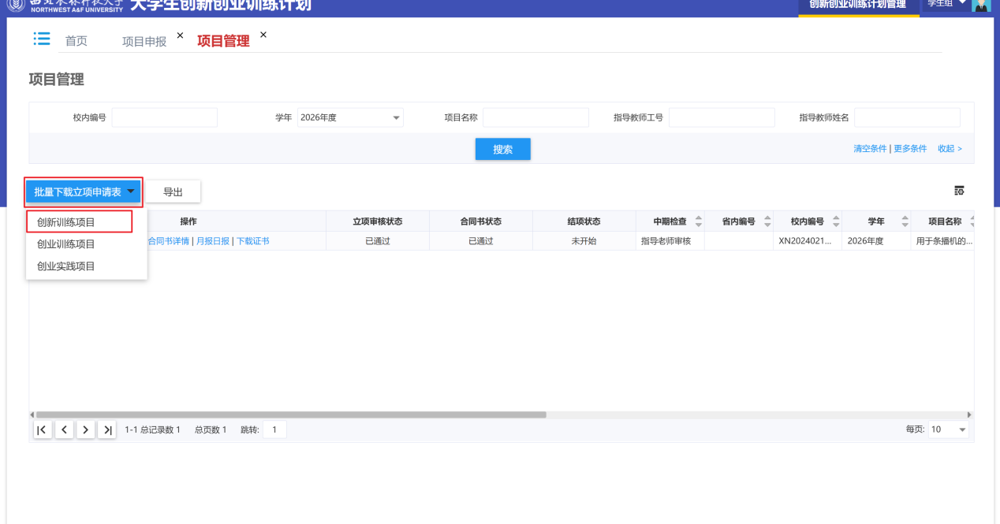 西北农林科技大学
NORTHWEST A&F UNIVERSITY
大学生创新创业训练计划
创新创业训练计划管理
学生组
首页
项目申报
×
项目管理
×
项目管理
校内编号
学年 2026年度
项目名称
指导教师工号
指导教师姓名
搜索
清空条件 | 更多条件 收起 >
批量下载立项申请表
导出
创新训练项目
创业训练项目
创业实践项目
操作 立项审核状态 合同书状态 结项状态 中期检查 省内编号 校内编号 学年 项目名称
合同书详情 | 月报日报 | 下载证书 已通过 已通过 未开始 指导老师审核 XN2024021... 2026年度 用于条播机的...
1-1 总记录数 1 总页数 1 跳转: 1
每页: 10